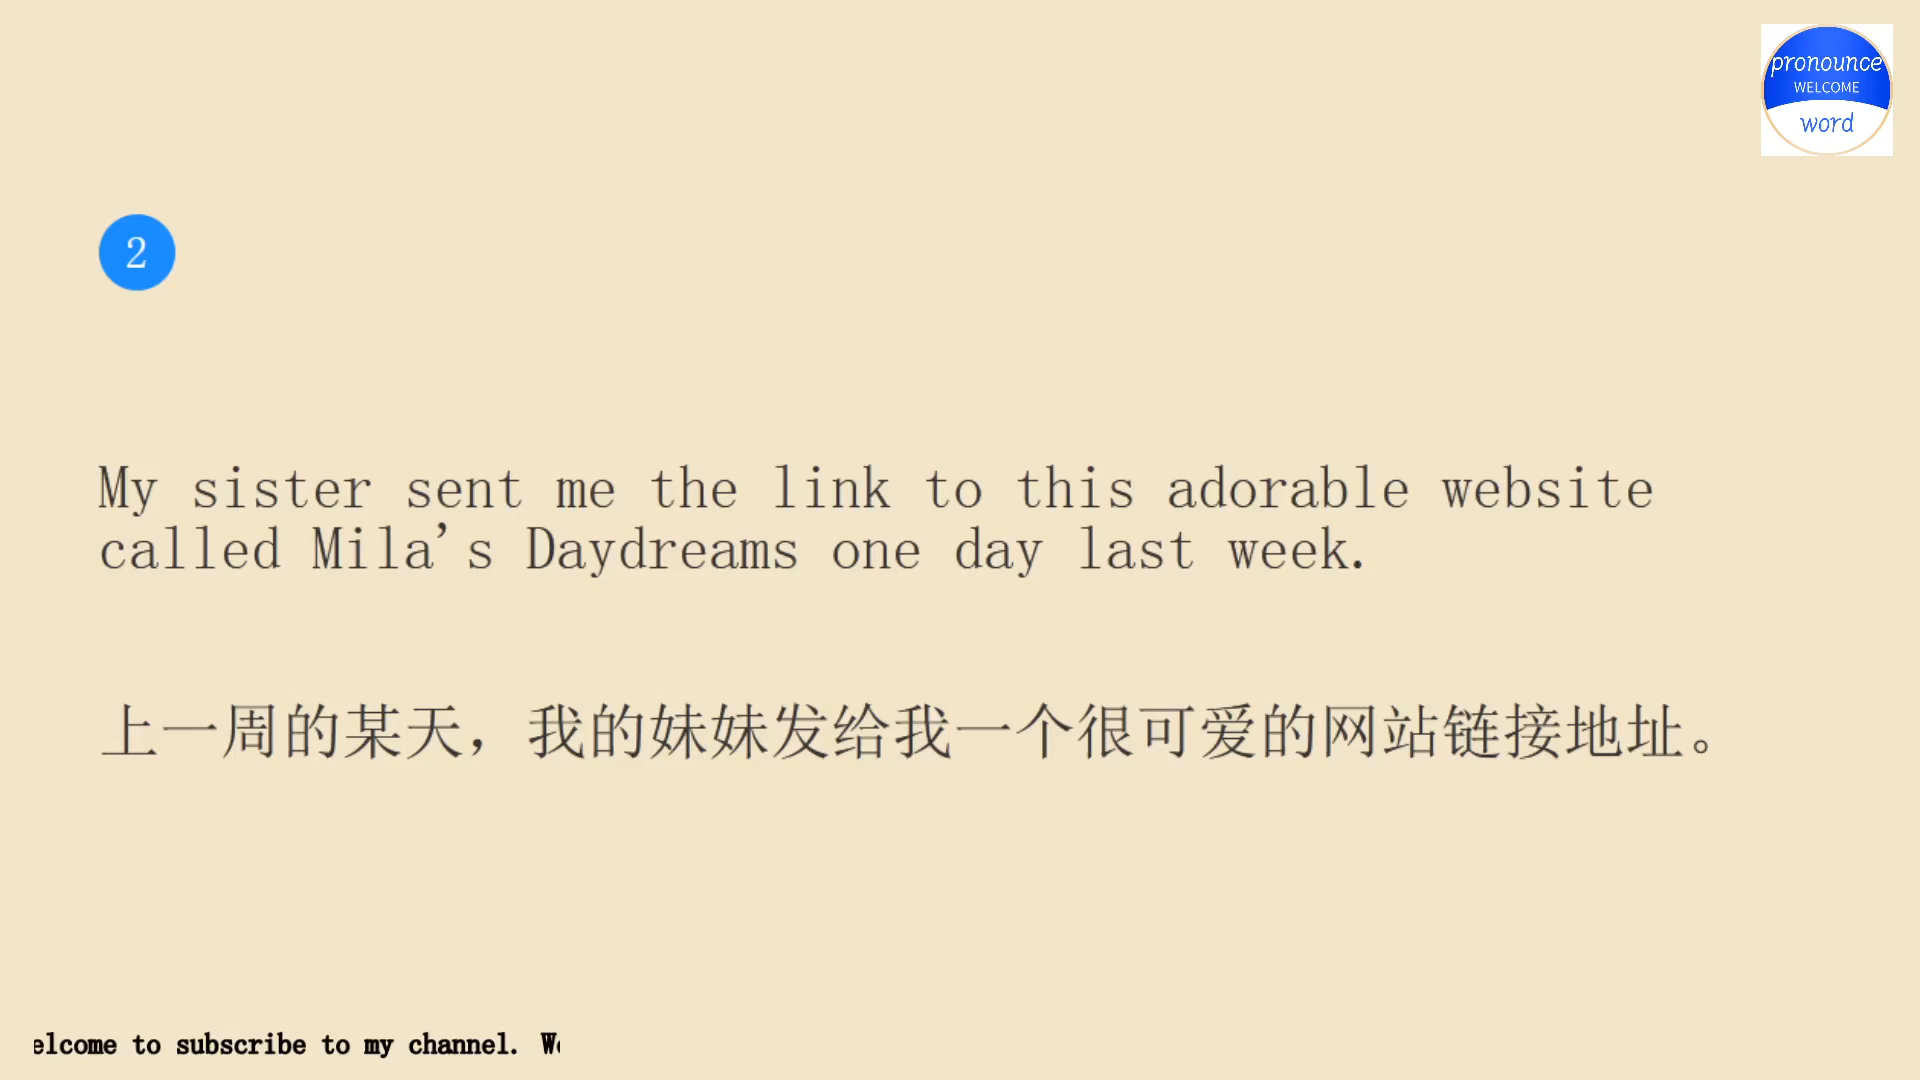 pronounce
WELCOME
word
2
My sister sent me the link to this adorable website
called Mila's Daydreams one day last week.
上一周的某天，我的妹妹发给我一个很可爱的网站链接地址。
elcome to subscribe to my channel. We